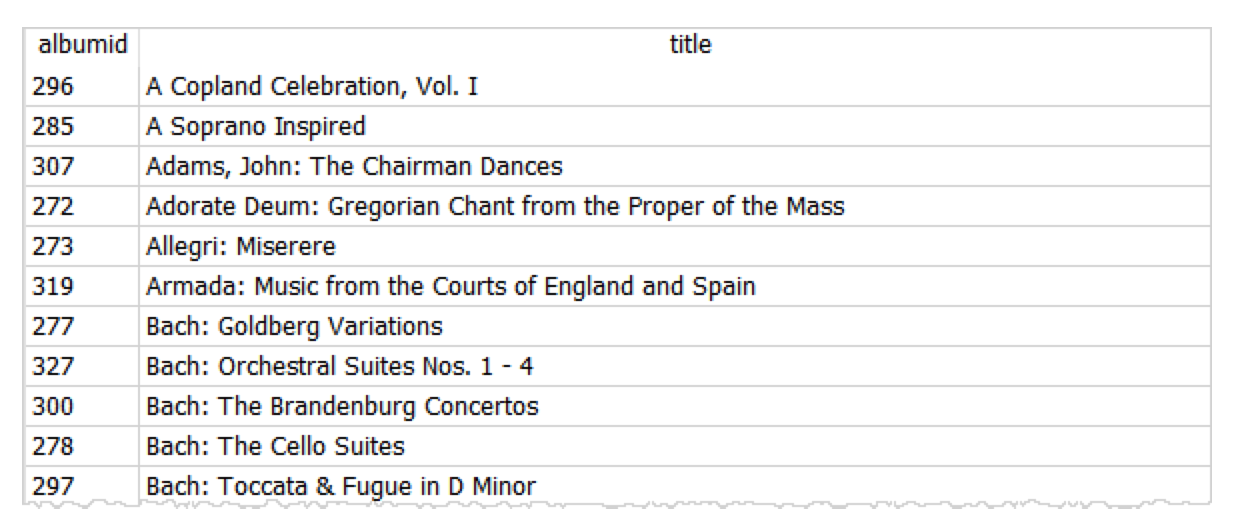 albumid title
296 A Copland Celebration, Vol. I
285 A Soprano Inspired
307 Adams, John: The Chairman Dances
272 Adorate Deum: Gregorian Chant from the Proper of the Mass
273 Allegri: Miserere
319 Armada: Music from the Courts of England and Spain
277 Bach: Goldberg Variations
327 Bach: Orchestral Suites Nos. 1 - 4
300 Bach: The Brandenburg Concertos
278 Bach: The Cello Suites
297 Bach: Toccata & Fugue in D Minor